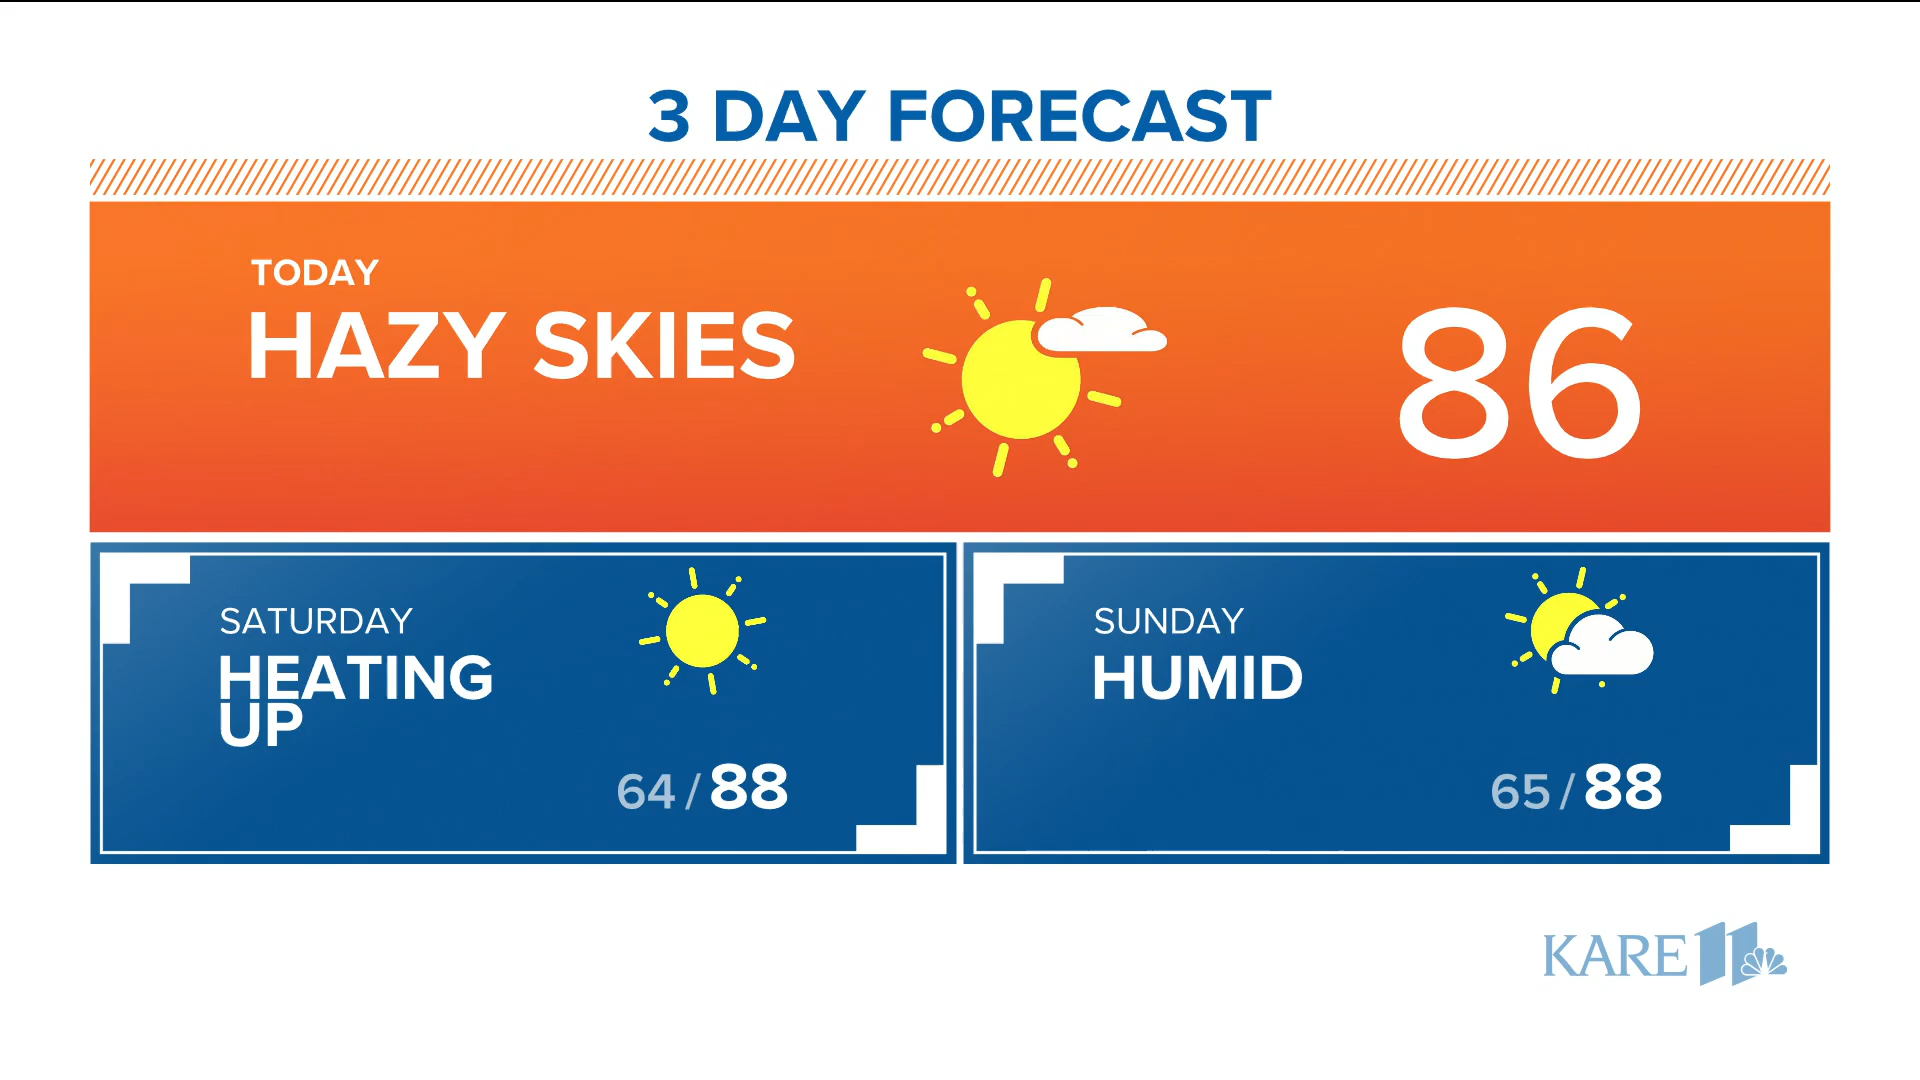 3 DAY FORECAST
TODAY
HAZY SKIES
86
SATURDAY
HEATING
UP
64 / 88
SUNDAY
HUMID
65 / 88
KARE 11